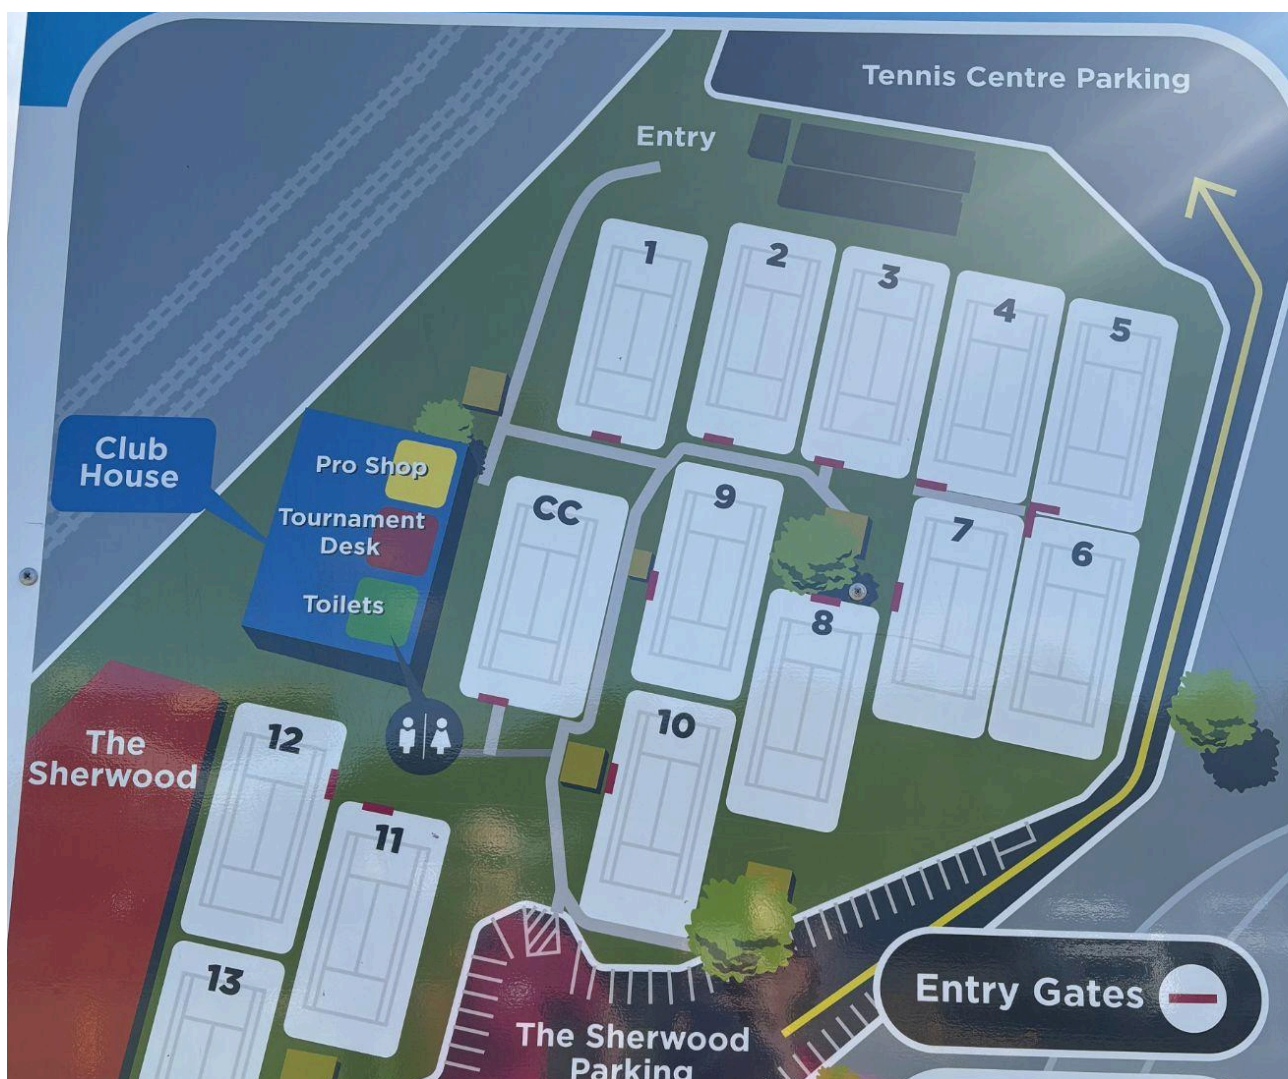 Tennis Centre Parking
Entry
1
2
3
4
5
Club
House
Pro Shop
Tournament
Desk
Toilets
CC
9
7
6
8
The
Sherwood
12
10
11
13
Entry Gates
The Sherwood
Parking